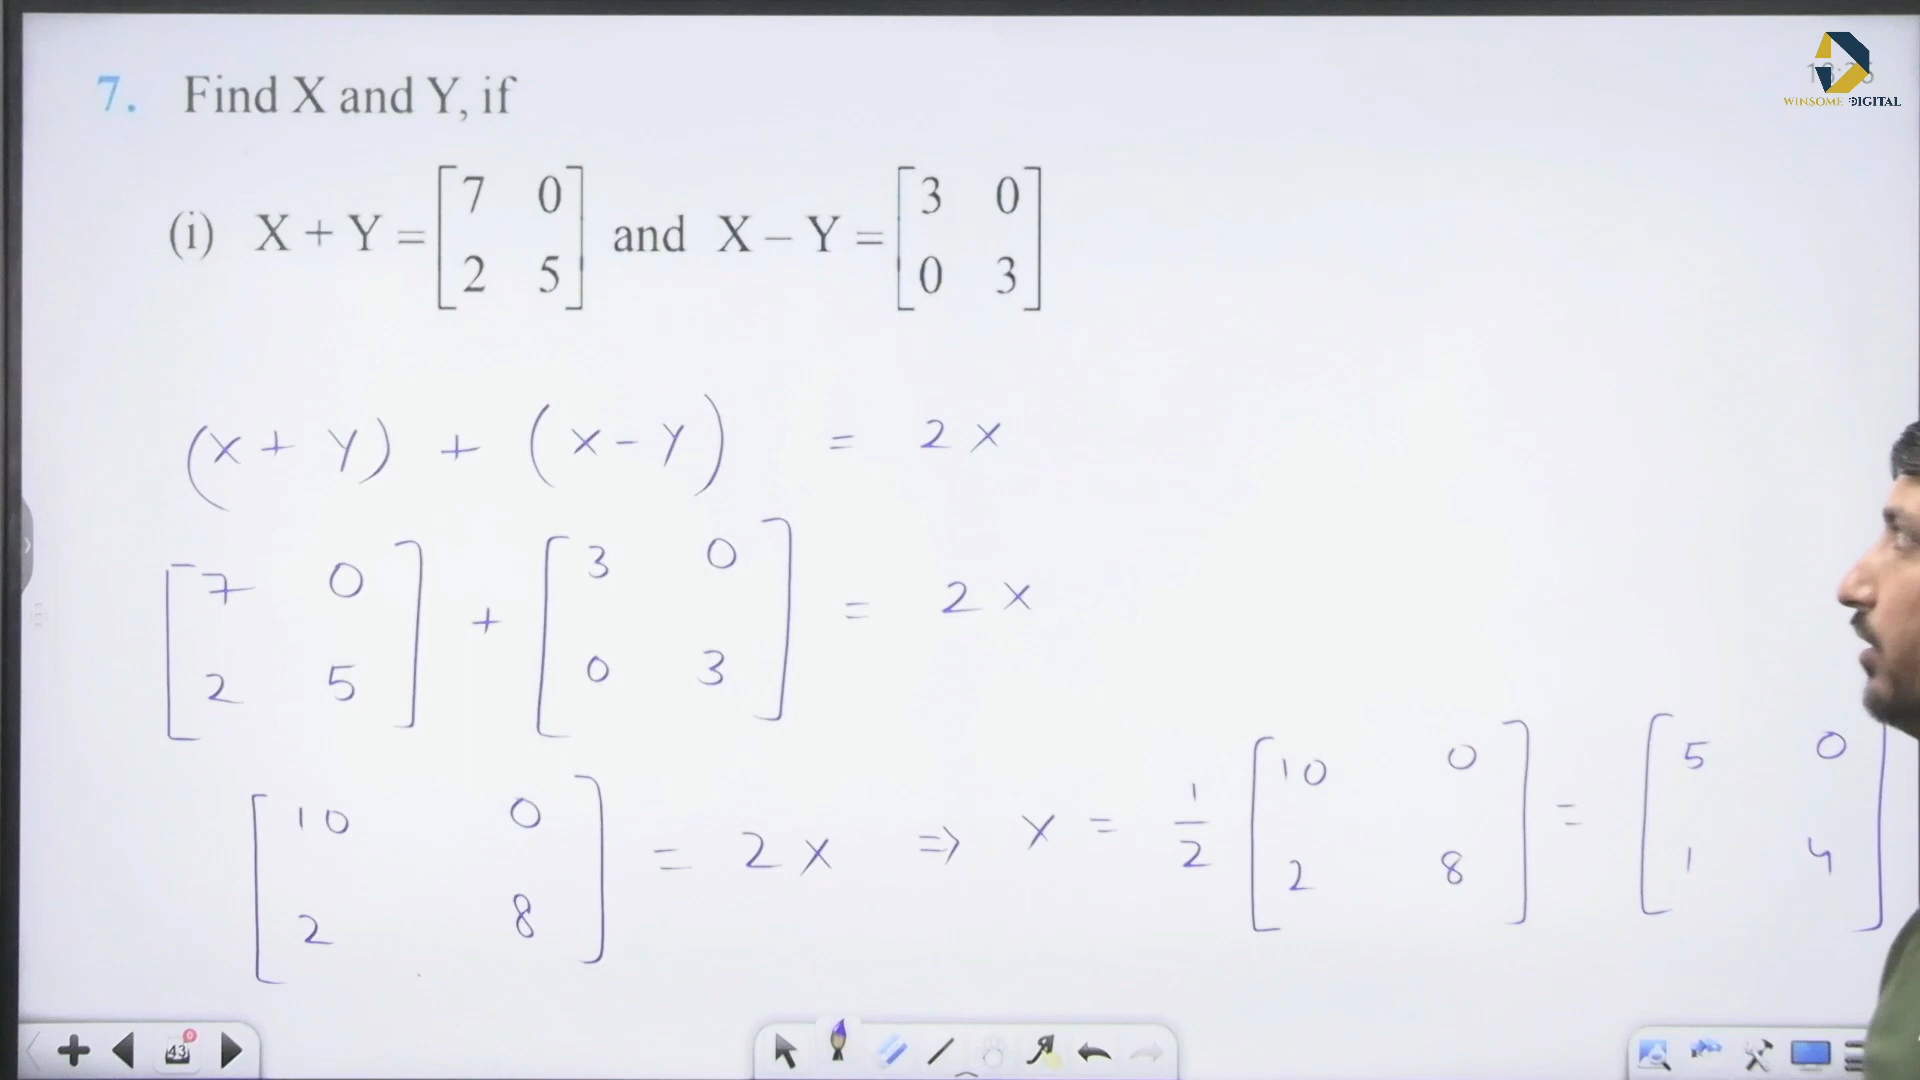 7. Find X and Y, if
(i) X + Y = [7 0
2 5] and X – Y = [3 0
0 3]
(x + y) + (x - y) = 2x
[7 0
2 5] + [3 0
0 3] = 2x
[10 0
2 8] = 2x ⇒ x = 1/2 [10 0
2 8] = [5 0
1 4]
WINSOME DIGITAL
43
0